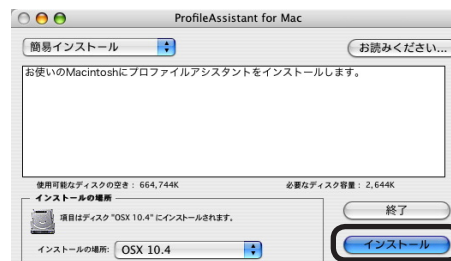 ProfileAssistant for Mac
簡易インストール
お読みください...
お使いのMacintoshにプロファイルアシスタントをインストールします。
使用可能なディスクの空き： 664,744K
必要なディスク容量： 2,644K
インストールの場所
項目はディスク "OSX 10.4" にインストールされます。
終了
インストールの場所:
OSX 10.4
インストール